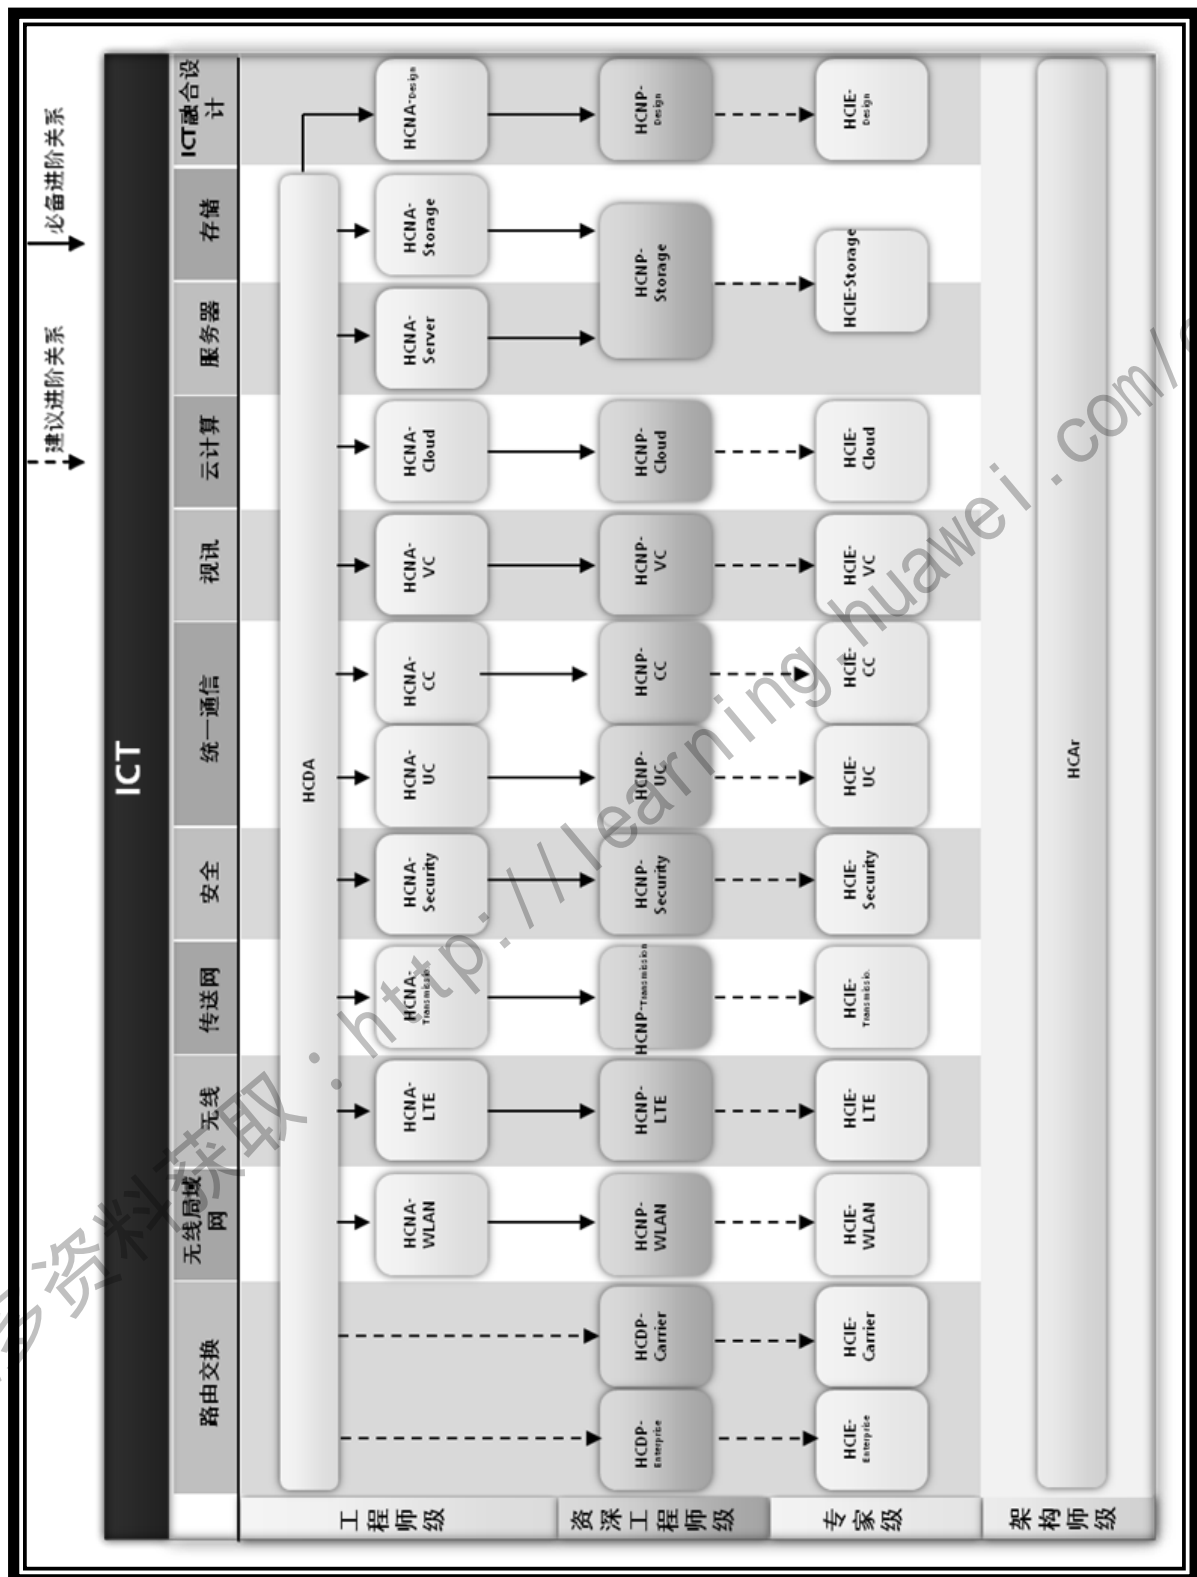 必备进阶关系
建议进阶关系
ICT
路由交换
无线局域
网
无线
传送网
安全
统一通信
视讯
云计算
服务器
存储
ICT融合设
计
工程师级
HCDA
HCNA-
WLAN
HCNA-
LTE
HCNA-
Transmissio.
HCNA-
Security
HCNA-
UC
HCNA-
CC
HCNA-
VC
HCNA-
Cloud
HCNA-
Server
HCNA-
Storage
HCNA-Design
资深工程师级
HCDP-
Enterprise
HCDP-
Carrier
HCNP-
WLAN
HCNP-
LTE
HCNP-Transmission
HCNP-
Security
HCNP-
UC
HCNP-
CC
HCNP-
VC
HCNP-
Cloud
HCNP-
Storage
HCNP-
Design
专家级
HCIE-
Enterprise
HCIE-
Carrier
HCIE-
WLAN
HCIE-
LTE
HCIE-
Transmissio.
HCIE-
Security
HCIE-
UC
HCIE-
CC
HCIE-
VC
HCIE-
Cloud
HCIE-Storage
HCIE-
Design
架构师级
HCAr
多资料获取：http://learning.huawei.com/